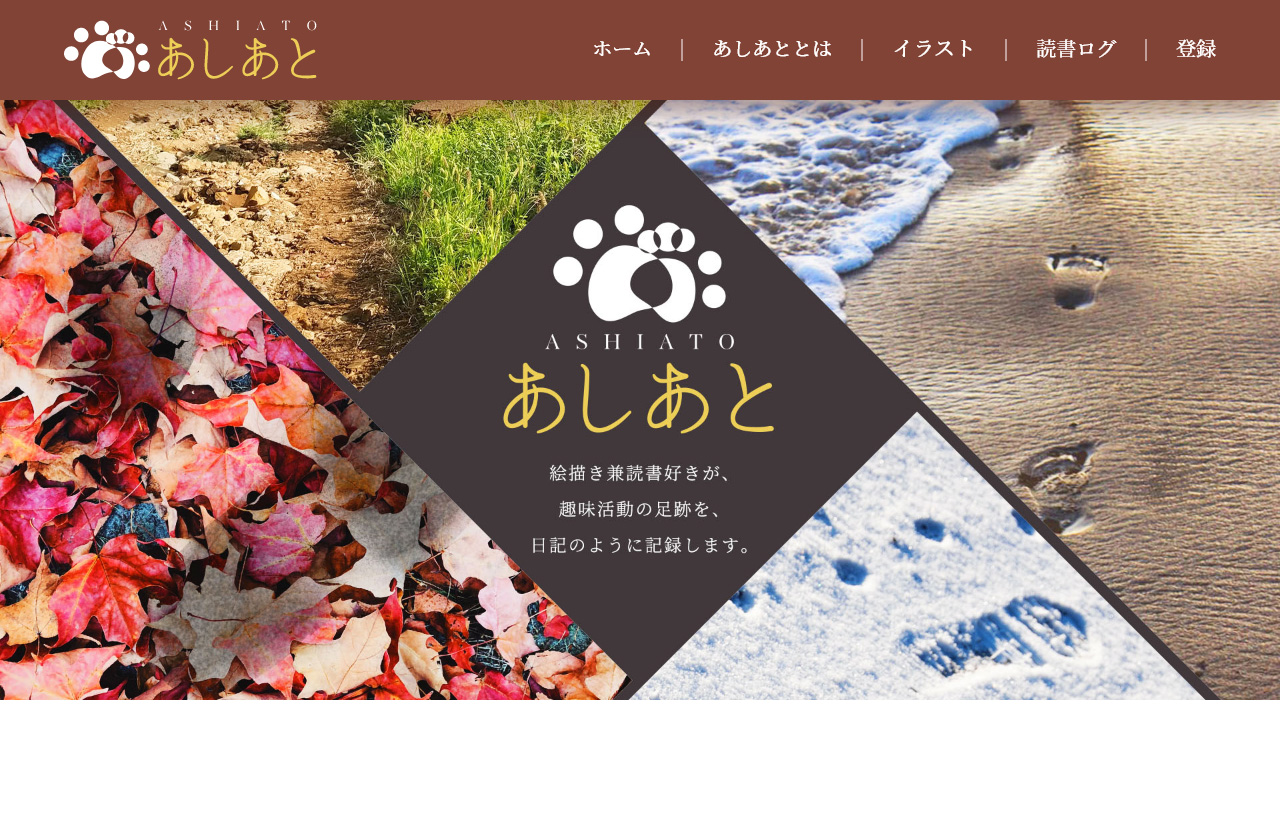 ASHIATO
あしあと
ホーム | あしあととは | イラスト | 読書ログ | 登録
ASHIATO
あしあと
絵描き兼読書好きが、
趣味活動の足跡を、
日記のように記録します。